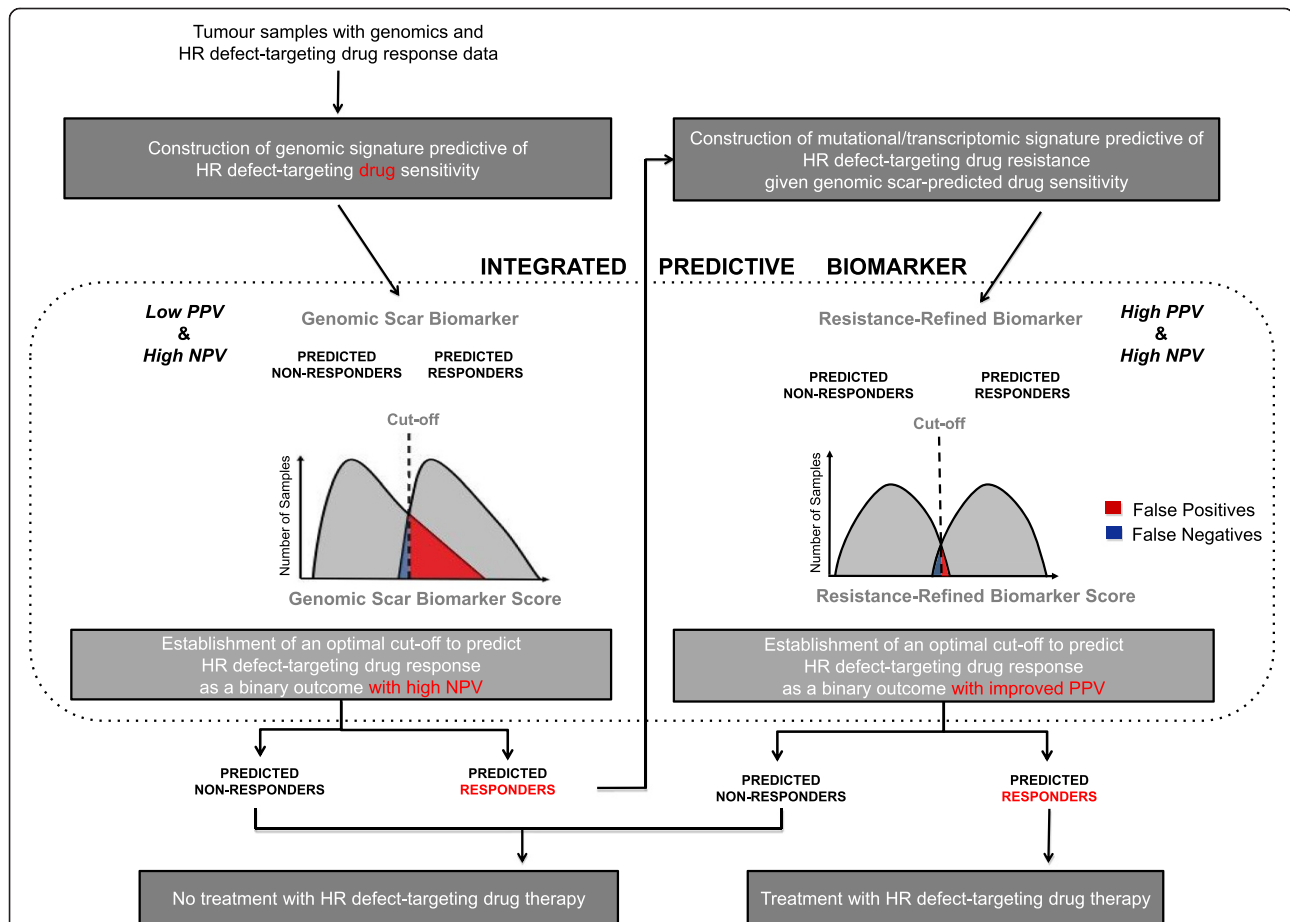 Tumour samples with genomics and
HR defect-targeting drug response data
Construction of genomic signature predictive of
HR defect-targeting drug sensitivity
Construction of mutational/transcriptomic signature predictive of
HR defect-targeting drug resistance
given genomic scar-predicted drug sensitivity
INTEGRATED PREDICTIVE BIOMARKER
Low PPV
&
High NPV
Genomic Scar Biomarker
PREDICTED
NON-RESPONDERS
PREDICTED
RESPONDERS
Cut-off
Number of Samples
Genomic Scar Biomarker Score
Establishment of an optimal cut-off to predict
HR defect-targeting drug response
as a binary outcome with high NPV
Resistance-Refined Biomarker
High PPV
&
High NPV
PREDICTED
NON-RESPONDERS
PREDICTED
RESPONDERS
Cut-off
Number of Samples
False Positives
False Negatives
Resistance-Refined Biomarker Score
Establishment of an optimal cut-off to predict
HR defect-targeting drug response
as a binary outcome with improved PPV
PREDICTED
NON-RESPONDERS
PREDICTED
RESPONDERS
PREDICTED
NON-RESPONDERS
PREDICTED
RESPONDERS
No treatment with HR defect-targeting drug therapy
Treatment with HR defect-targeting drug therapy